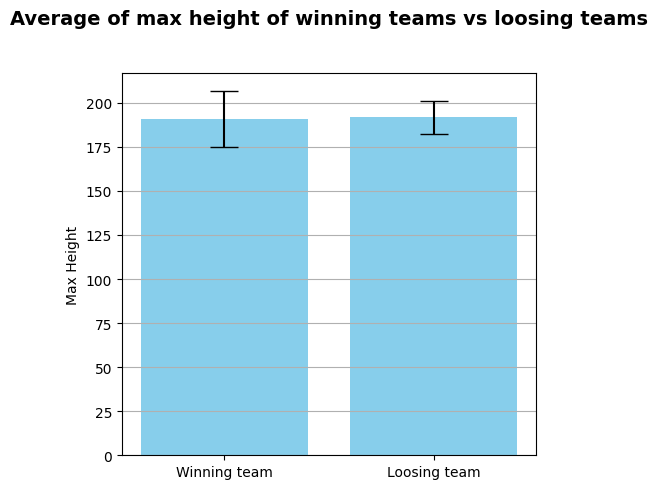 Average of max height of winning teams vs loosing teams
Max Height
200
175
150
125
100
75
50
25
0
Winning team
Loosing team